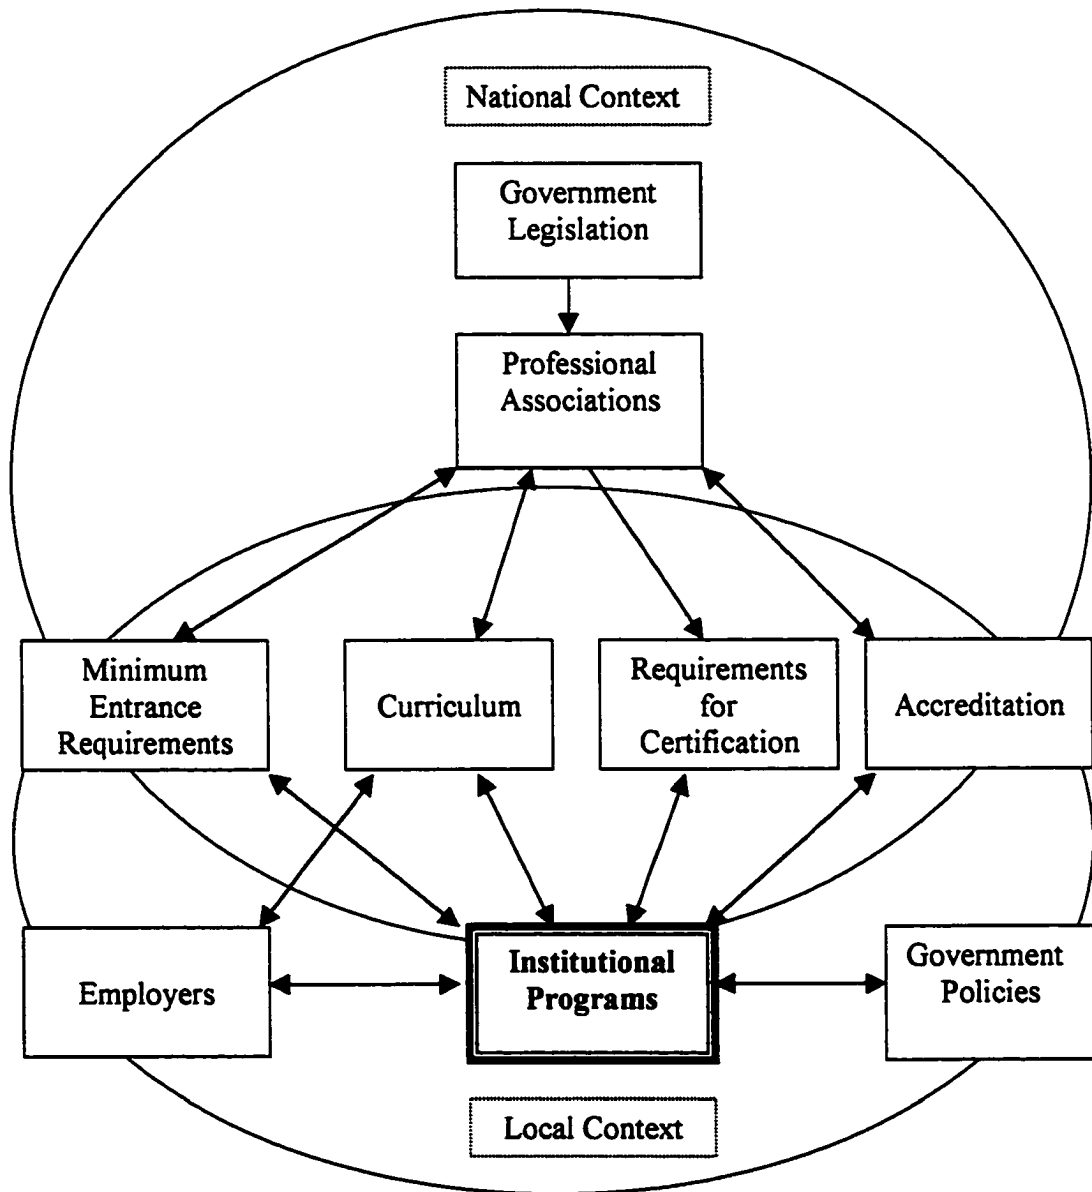 National Context
Government
Legislation
Professional
Associations
Minimum
Entrance
Requirements
Curriculum
Requirements
for
Certification
Accreditation
Employers
Institutional
Programs
Government
Policies
Local Context